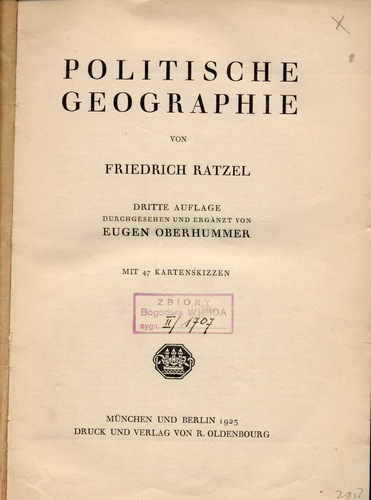 POLITISCHE
GEOGRAPHIE
VON
FRIEDRICH RATZEL
DRITTE AUFLAGE
DURCHGESEHEN UND ERGÄNZT VON
EUGEN OBERHUMMER
MIT 47 KARTENSKIZZEN
ZBIORY
Bogodara WINIDA
sygn. II/1707
MÜNCHEN UND BERLIN 1923
DRUCK UND VERLAG VON R. OLDENBOURG